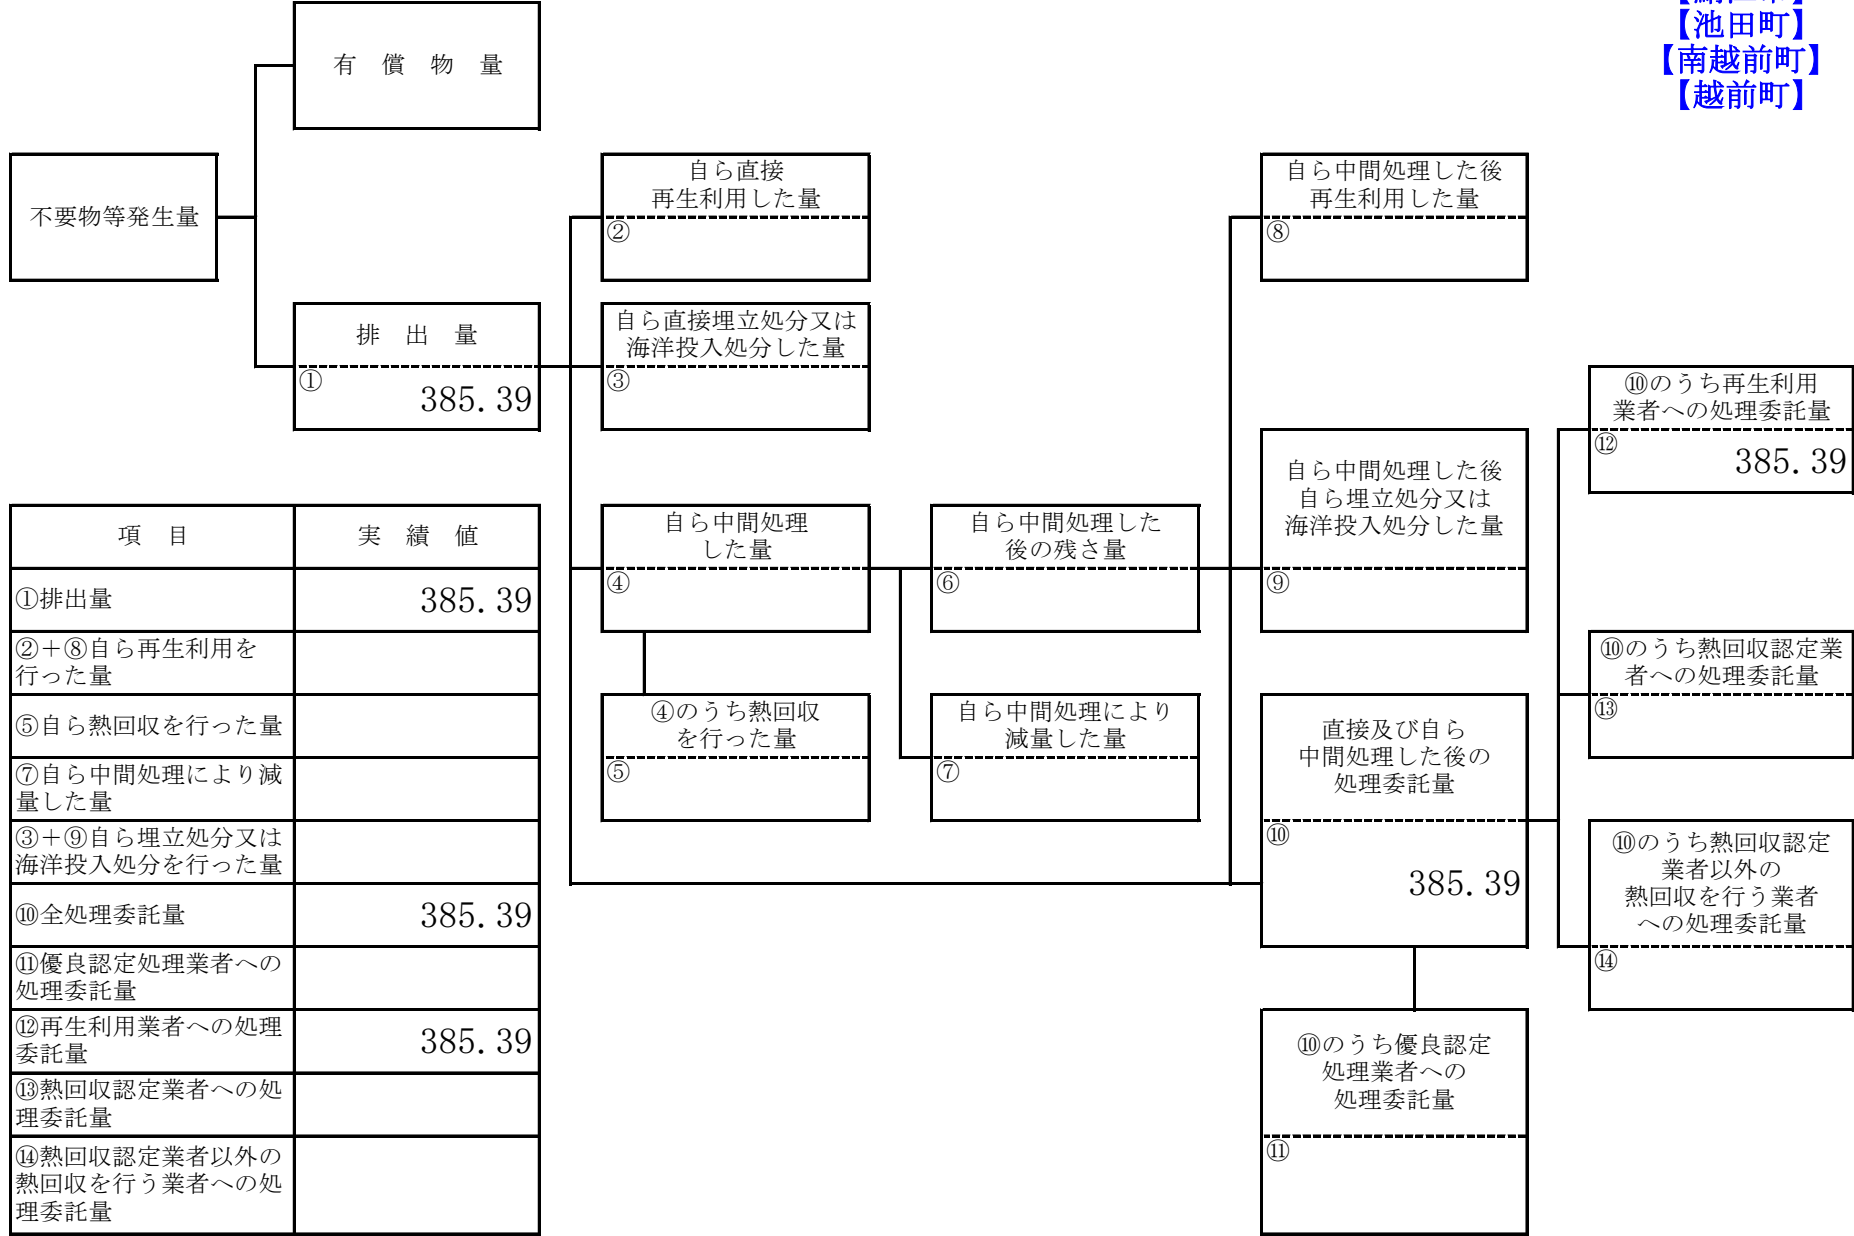 【池田町】
【南越前町】
【越前町】
有　償　物　量
不要物等発生量
自ら直接
再生利用した量
②
自ら中間処理した後
再生利用した量
⑧
排　出　量
①
385.39
自ら直接埋立処分又は
海洋投入処分した量
③
⑩のうち再生利用
業者への処理委託量
⑫
385.39
自ら中間処理した後
自ら埋立処分又は
海洋投入処分した量
⑨
自ら中間処理
した量
④
自ら中間処理した
後の残さ量
⑥
⑩のうち熱回収認定業
者への処理委託量
⑬
④のうち熱回収
を行った量
⑤
自ら中間処理により
減量した量
⑦
直接及び自ら
中間処理した後の
処理委託量
⑩
385.39
⑩のうち熱回収認定
業者以外の
熱回収を行う業者
への処理委託量
⑭
⑩のうち優良認定
処理業者への
処理委託量
⑪
項　目
実　績　値
①排出量
385.39
②＋⑧自ら再生利用を
行った量
⑤自ら熱回収を行った量
⑦自ら中間処理により減
量した量
③＋⑨自ら埋立処分又は
海洋投入処分を行った量
⑩全処理委託量
385.39
⑪優良認定処理業者への
処理委託量
⑫再生利用業者への処理
委託量
385.39
⑬熱回収認定業者への処
理委託量
⑭熱回収認定業者以外の
熱回収を行う業者への処
理委託量